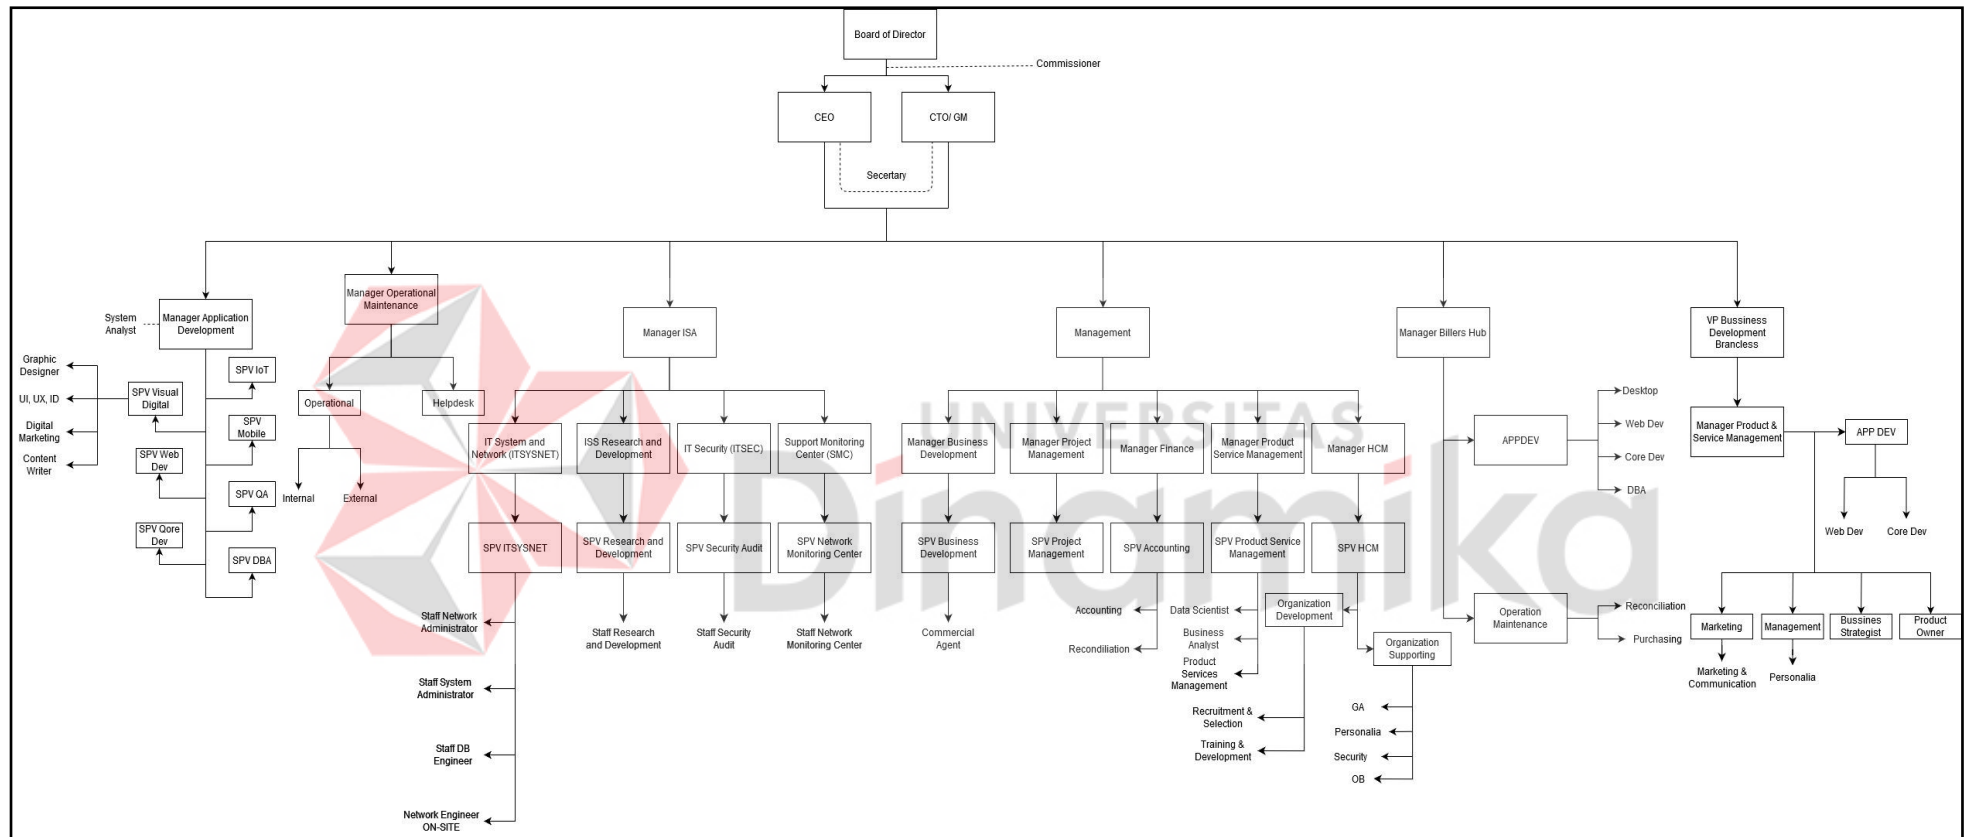 Board of Director
Commissioner
CEO
CTO/ GM
Secertary
Manager Application
Development
System
Analyst
Graphic
Designer
UI, UX, ID
Digital
Marketing
Content
Writer
SPV Visual
Digital
SPV IoT
SPV
Mobile
SPV Web
Dev
SPV QA
SPV Qore
Dev
SPV DBA
Manager Operational
Maintenance
Operational
Helpdesk
Internal
External
Manager ISA
IT System and
Network (ITSYSNET)
ISS Research and
Development
IT Security (ITSEC)
Support Monitoring
Center (SMC)
SPV ITSYSNET
SPV Research and
Development
SPV Security Audit
SPV Network
Monitoring Center
Staff Network
Administrator
Staff System
Administrator
Staff DB
Engineer
Network Engineer
ON-SITE
Staff Research
and Development
Staff Security
Audit
Staff Network
Monitoring Center
Management
Manager Business
Development
Manager Project
Management
Manager Finance
Manager Product
Service Management
Manager HCM
SPV Business
Development
SPV Project
Management
SPV Accounting
SPV Product Service
Management
SPV HCM
Commercial
Agent
Accounting
Recondiliation
Data Scientist
Business
Analyst
Product
Services
Management
Organization
Development
Recruitment &
Selection
Training &
Development
Organization
Supporting
GA
Personalia
Security
OB
Manager Billers Hub
APPDEV
Desktop
Web Dev
Core Dev
DBA
Operation
Maintenance
Reconciliation
Purchasing
VP Bussiness
Development
Brancless
Manager Product &
Service Management
APP DEV
Web Dev
Core Dev
Marketing
Management
Bussines
Strategist
Product
Owner
Marketing &
Communication
Personalia
UNIVERSITAS
Dinamika